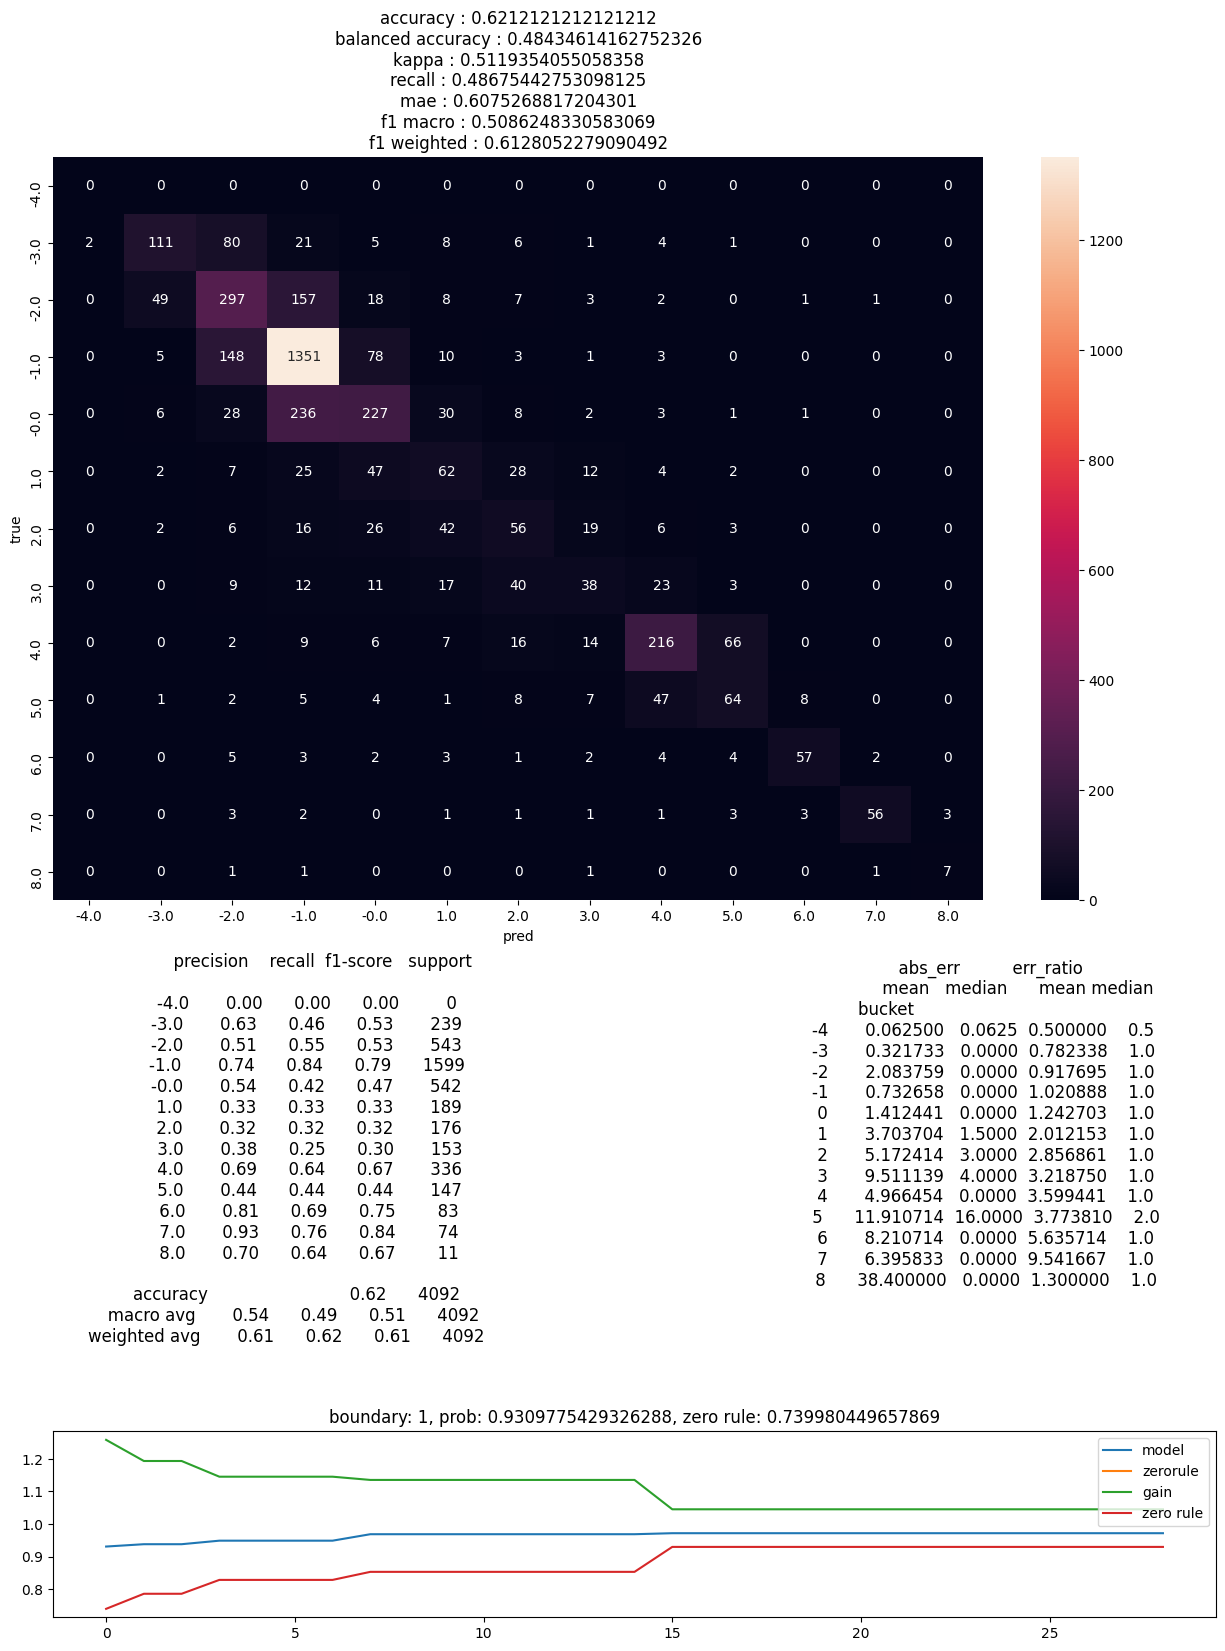 accuracy : 0.6212121212121212
balanced accuracy : 0.48434614162752326
kappa : 0.5119354055058358
recall : 0.48675442753098125
mae : 0.6075268817204301
f1 macro : 0.5086248330583069
f1 weighted : 0.6128052279090492
-4.0 0 0 0 0 0 0 0 0 0 0 0 0 0
-3.0 2 111 80 21 5 8 6 1 4 1 0 0 0
-2.0 0 49 297 157 18 8 7 3 2 0 1 1 0
-1.0 0 5 148 1351 78 10 3 1 3 0 0 0 0
-0.0 0 6 28 236 227 30 8 2 3 1 1 0 0
1.0 0 2 7 25 47 62 28 12 4 2 0 0 0
true
2.0 0 2 6 16 26 42 56 19 6 3 0 0 0
3.0 0 0 9 12 11 17 40 38 23 3 0 0 0
4.0 0 0 2 9 6 7 16 14 216 66 0 0 0
5.0 0 1 2 5 4 1 8 7 47 64 8 0 0
6.0 0 0 5 3 2 3 1 2 4 4 57 2 0
7.0 0 0 3 2 0 1 1 1 1 3 3 56 3
8.0 0 0 1 1 0 0 0 1 0 0 0 1 7
-4.0 -3.0 -2.0 -1.0 -0.0 1.0 2.0 3.0 4.0 5.0 6.0 7.0 8.0
pred
1200
1000
800
600
400
200
0
precision recall f1-score support
-4.0 0.00 0.00 0.00 0
-3.0 0.63 0.46 0.53 239
-2.0 0.51 0.55 0.53 543
-1.0 0.74 0.84 0.79 1599
-0.0 0.54 0.42 0.47 542
1.0 0.33 0.33 0.33 189
2.0 0.32 0.32 0.32 176
3.0 0.38 0.25 0.30 153
4.0 0.69 0.64 0.67 336
5.0 0.44 0.44 0.44 147
6.0 0.81 0.69 0.75 83
7.0 0.93 0.76 0.84 74
8.0 0.70 0.64 0.67 11
accuracy 0.62 4092
macro avg 0.54 0.49 0.51 4092
weighted avg 0.61 0.62 0.61 4092
abs_err err_ratio
mean median mean median
bucket
-4 0.062500 0.0625 0.500000 0.5
-3 0.321733 0.0000 0.782338 1.0
-2 2.083759 0.0000 0.917695 1.0
-1 0.732658 0.0000 1.020888 1.0
0 1.412441 0.0000 1.242703 1.0
1 3.703704 1.5000 2.012153 1.0
2 5.172414 3.0000 2.856861 1.0
3 9.511139 4.0000 3.218750 1.0
4 4.966454 0.0000 3.599441 1.0
5 11.910714 16.0000 3.773810 2.0
6 8.210714 0.0000 5.635714 1.0
7 6.395833 0.0000 9.541667 1.0
8 38.400000 0.0000 1.300000 1.0
boundary: 1, prob: 0.9309775429326288, zero rule: 0.739980449657869
1.2
1.1
1.0
0.9
0.8
model
zerorule
gain
zero rule
0 5 10 15 20 25